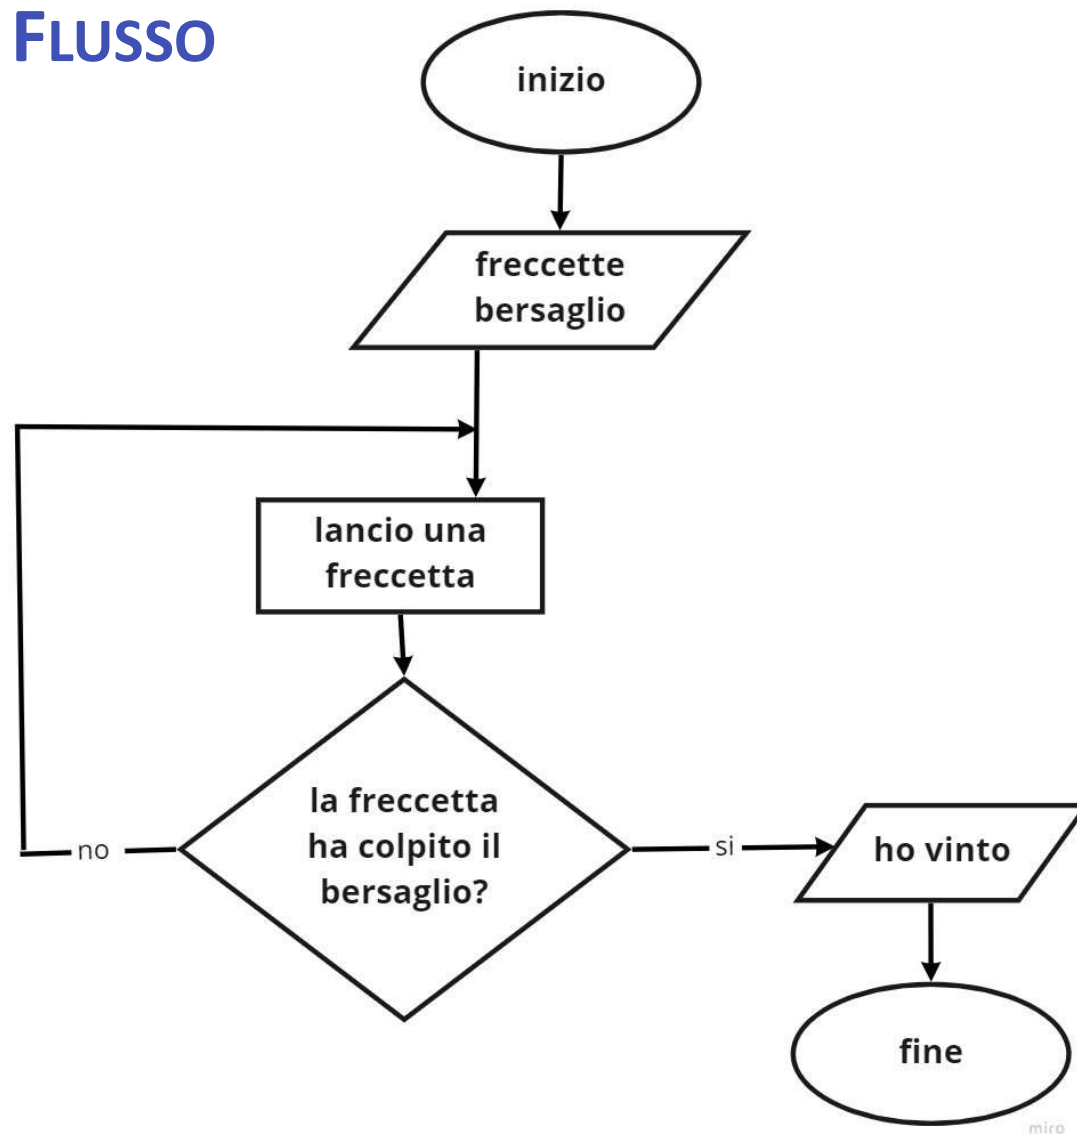 FLUSSO
inizio
freccette
bersaglio
lancio una
freccetta
la freccetta
ha colpito il
bersaglio?
no
si
ho vinto
fine
miro